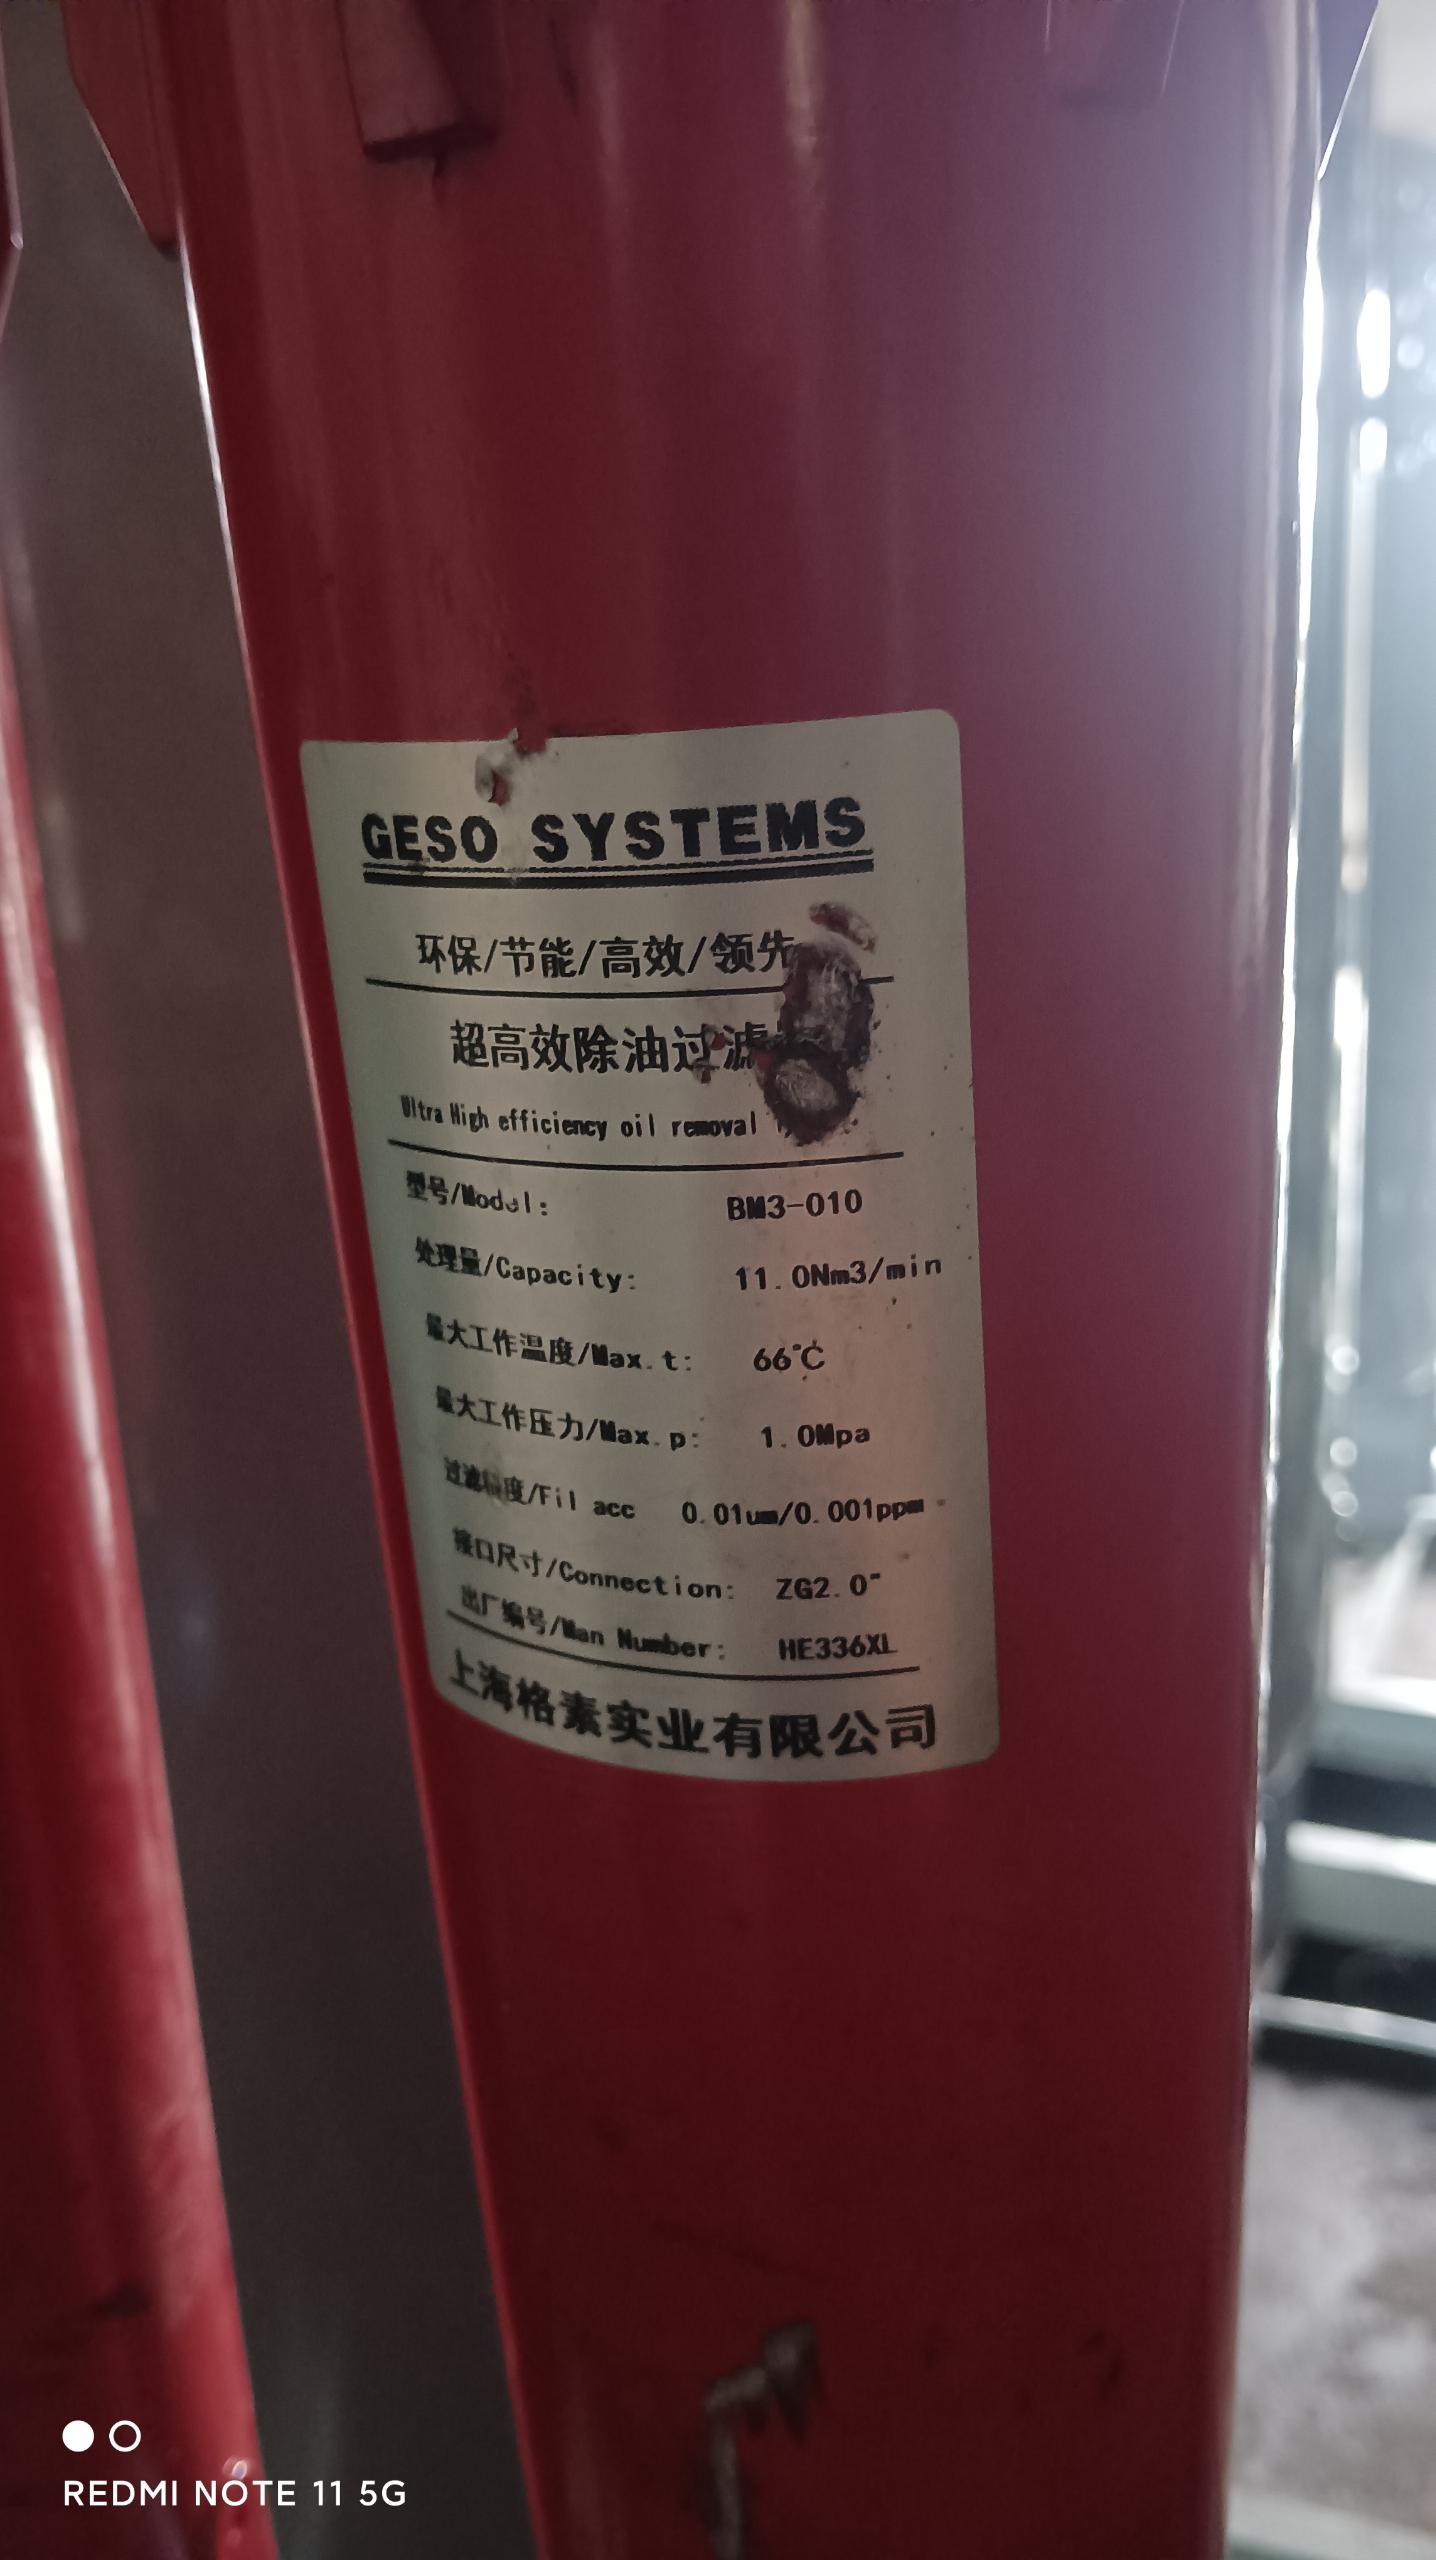 GESO SYSTEMS
环保/节能/高效/领先
超高效除油过滤
Ultra High efficiency oil removal
型号/Model: BM3-010
处理量/Capacity: 11.0Nm3/min
最大工作温度/Max.t: 66℃
最大工作压力/Max.p: 1.0Mpa
过滤精度/Fil acc 0.01um/0.001ppm
接口尺寸/Connection: ZG2.0"
出厂编号/Man Number: HE336XL
上海格素实业有限公司
REDMI NOTE 11 5G